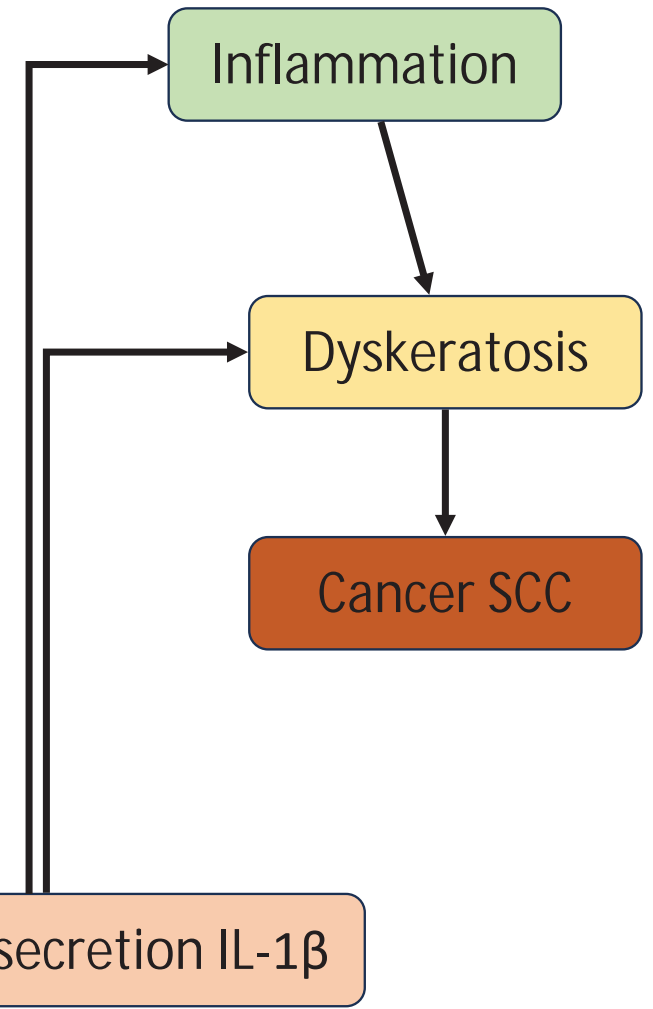 Inflammation
Dyskeratosis
Cancer SCC
secretion IL-1β